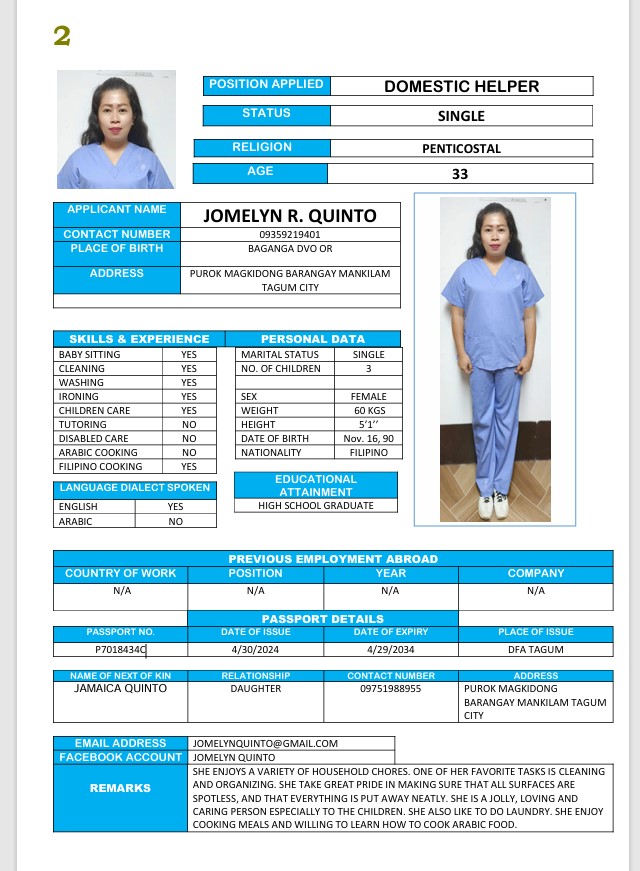 2
POSITION APPLIED DOMESTIC HELPER
STATUS SINGLE
RELIGION PENTICOSTAL
AGE 33
APPLICANT NAME JOMELYN R. QUINTO
CONTACT NUMBER 09359219401
PLACE OF BIRTH BAGANGA DVO OR
ADDRESS PUROK MAGKIDONG BARANGAY MANKILAM
TAGUM CITY
SKILLS & EXPERIENCE PERSONAL DATA
BABY SITTING YES MARITAL STATUS SINGLE
CLEANING YES NO. OF CHILDREN 3
WASHING YES
IRONING YES SEX FEMALE
CHILDREN CARE YES WEIGHT 60 KGS
TUTORING NO HEIGHT 5'1''
DISABLED CARE NO DATE OF BIRTH Nov. 16, 90
ARABIC COOKING NO NATIONALITY FILIPINO
FILIPINO COOKING YES
LANGUAGE DIALECT SPOKEN
ENGLISH YES
ARABIC NO
EDUCATIONAL
ATTAINMENT
HIGH SCHOOL GRADUATE
PREVIOUS EMPLOYMENT ABROAD
COUNTRY OF WORK POSITION YEAR COMPANY
N/A N/A N/A N/A
PASSPORT DETAILS
PASSPORT NO. DATE OF ISSUE DATE OF EXPIRY PLACE OF ISSUE
P7018434C 4/30/2024 4/29/2034 DFA TAGUM
NAME OF NEXT OF KIN RELATIONSHIP CONTACT NUMBER ADDRESS
JAMAICA QUINTO DAUGHTER 09751988955 PUROK MAGKIDONG
BARANGAY MANKILAM TAGUM
CITY
EMAIL ADDRESS JOMELYNQUINTO@GMAIL.COM
FACEBOOK ACCOUNT JOMELYN QUINTO
REMARKS
SHE ENJOYS A VARIETY OF HOUSEHOLD CHORES. ONE OF HER FAVORITE TASKS IS CLEANING
AND ORGANIZING. SHE TAKE GREAT PRIDE IN MAKING SURE THAT ALL SURFACES ARE
SPOTLESS, AND THAT EVERYTHING IS PUT AWAY NEATLY. SHE IS A JOLLY, LOVING AND
CARING PERSON ESPECIALLY TO THE CHILDREN. SHE ALSO LIKE TO DO LAUNDRY. SHE ENJOY
COOKING MEALS AND WILLING TO LEARN HOW TO COOK ARABIC FOOD.